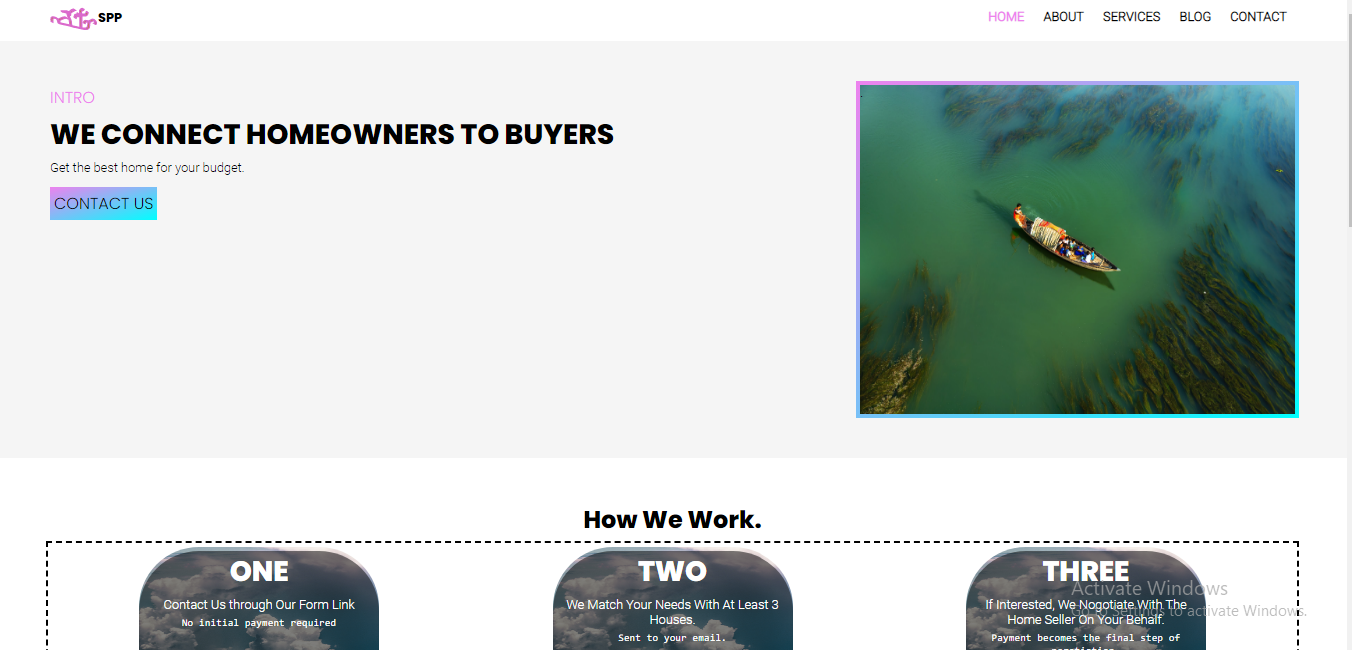 SPP
HOME ABOUT SERVICES BLOG CONTACT
INTRO
WE CONNECT HOMEOWNERS TO BUYERS
Get the best home for your budget.
CONTACT US
How We Work.
ONE
Contact Us through Our Form Link
No initial payment required
TWO
We Match Your Needs With At Least 3
Houses.
Sent to your email.
THREE
If Interested, We Nogotiate With The
Home Seller On Your Behalf.
Payment becomes the final step of
Activate Windows
Go to Settings to activate Windows.